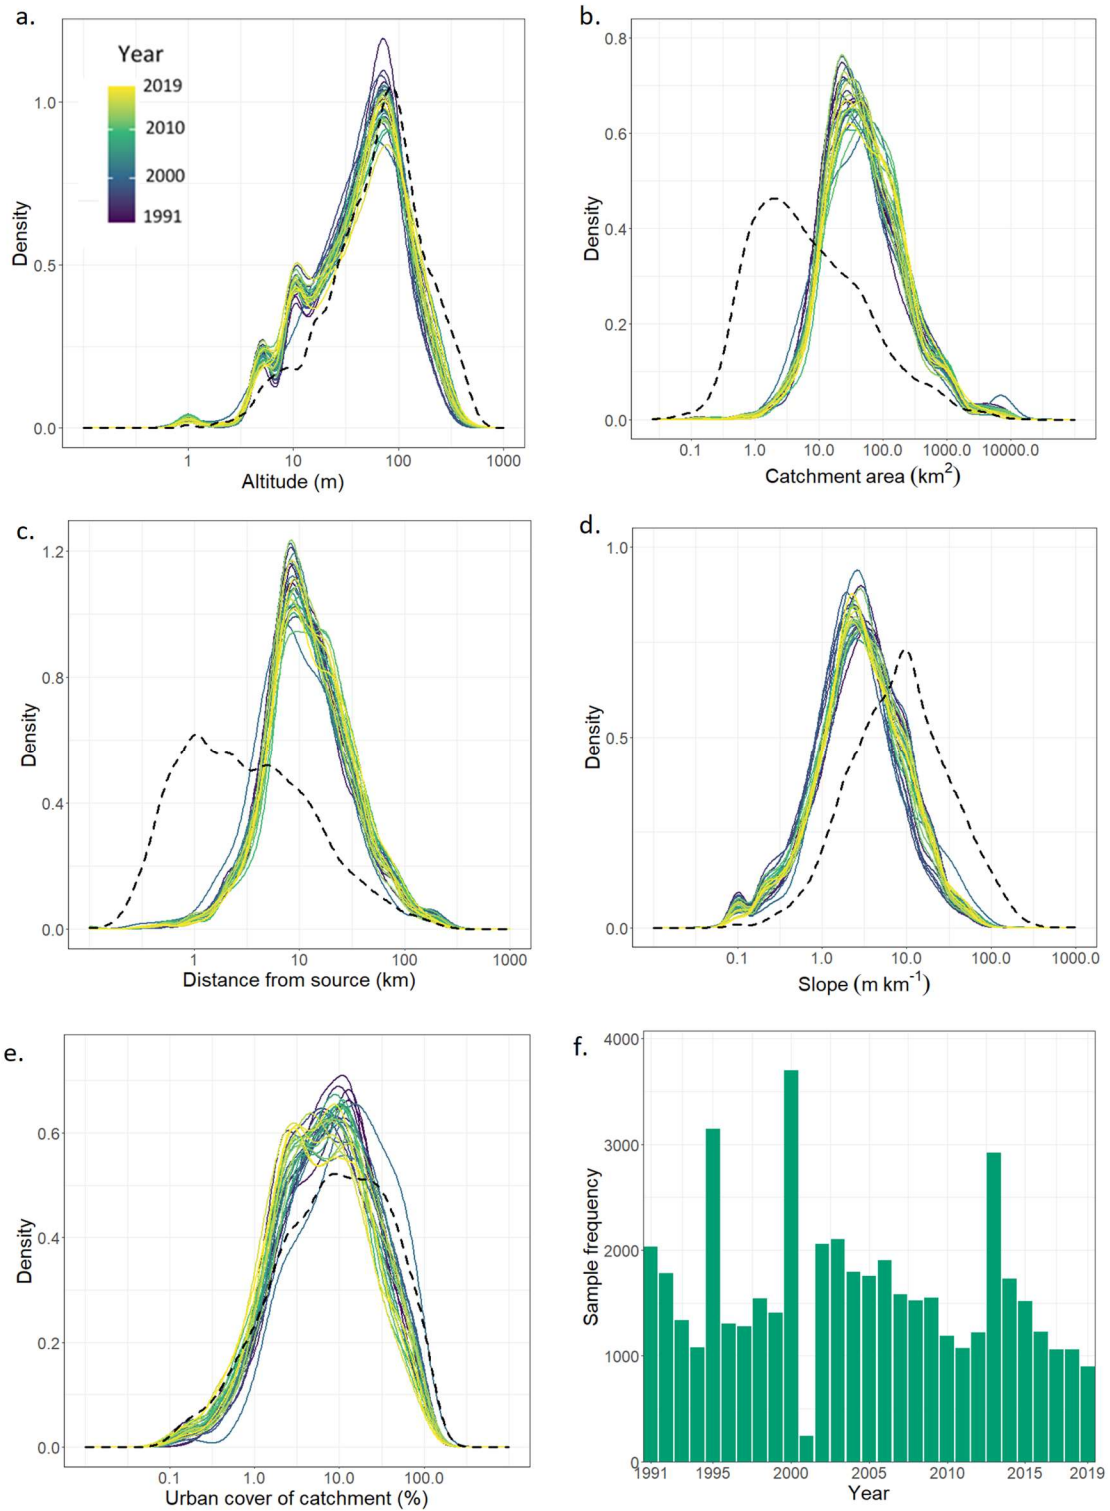 a.
Year
2019
2010
2000
1991
1.0
0.5
0.0
Density
1 10 100 1000
Altitude (m)
b.
0.8
0.6
0.4
0.2
0.0
Density
0.1 1.0 10.0 100.0 1000.0 10000.0
Catchment area (km²)
c.
1.2
0.8
0.4
0.0
Density
1 10 100 1000
Distance from source (km)
d.
1.0
0.5
0.0
Density
0.1 1.0 10.0 100.0 1000.0
Slope (m km⁻¹)
e.
0.6
0.4
0.2
0.0
Density
0.1 1.0 10.0 100.0
Urban cover of catchment (%)
f.
4000
3000
2000
1000
0
Sample frequency
1991 1995 2000 2005 2010 2015 2019
Year